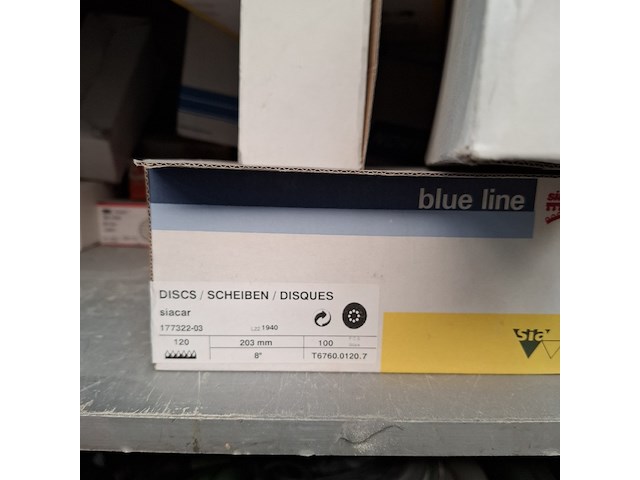 blue line
DISCS / SCHEIBEN / DISQUES
siacar
177322-03
1940
120
203 mm
100
8"
T6760.0120.7
sia